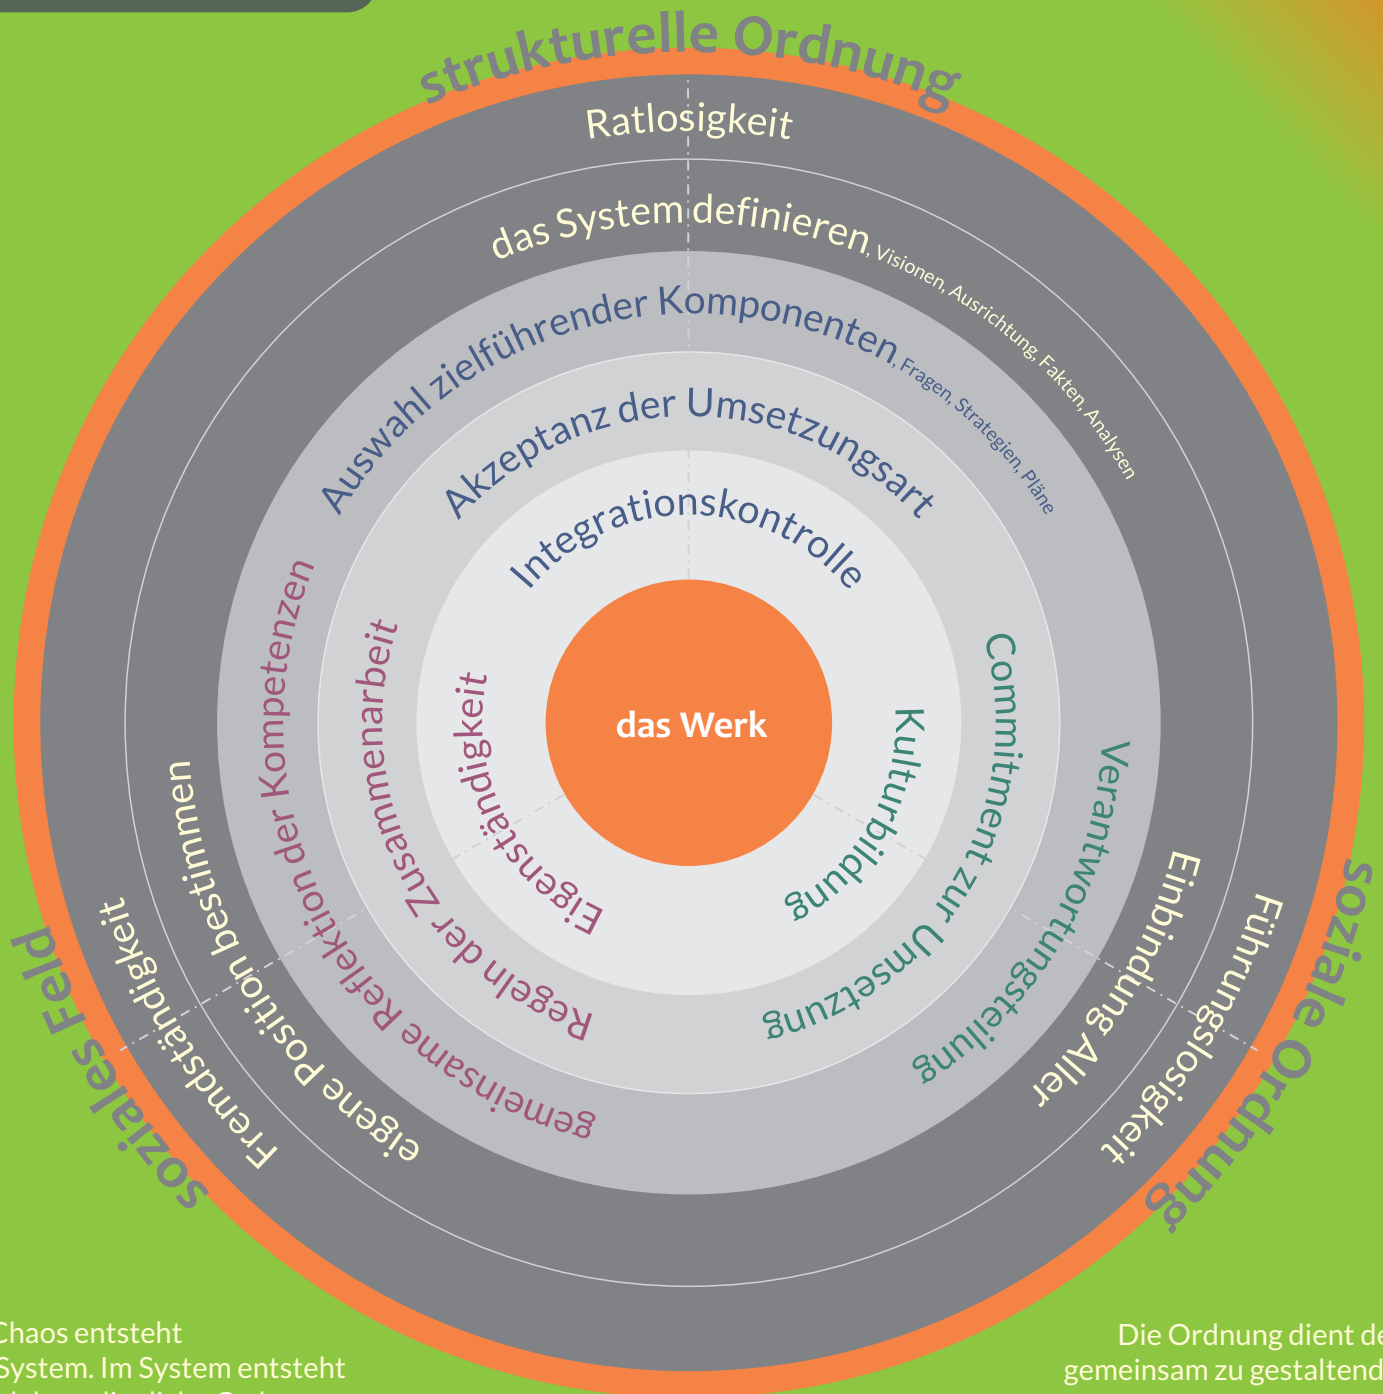 strukturelle Ordnung
Ratlosigkeit
das System definieren, Visionen, Ausrichtung, Fakten, Analysen
Auswahl zielführender Komponenten, Fragen, Strategien, Pläne
Akzeptanz der Umsetzungsart
Integrationskontrolle
das Werk
soziale Ordnung
Führungslosigkeit
Einbindung Aller
Verantwortungsteilung
Commitment zur Umsetzung
Kulturbildung
soziales Feld
Fremdständigkeit
eigene Position bestimmen
gemeinsame Reflektion der Kompetenzen
Regeln der Zusammenarbeit
Eigenständigkeit
Chaos entsteht
System. Im System entsteht
Die Ordnung dient
gemeinsam zu